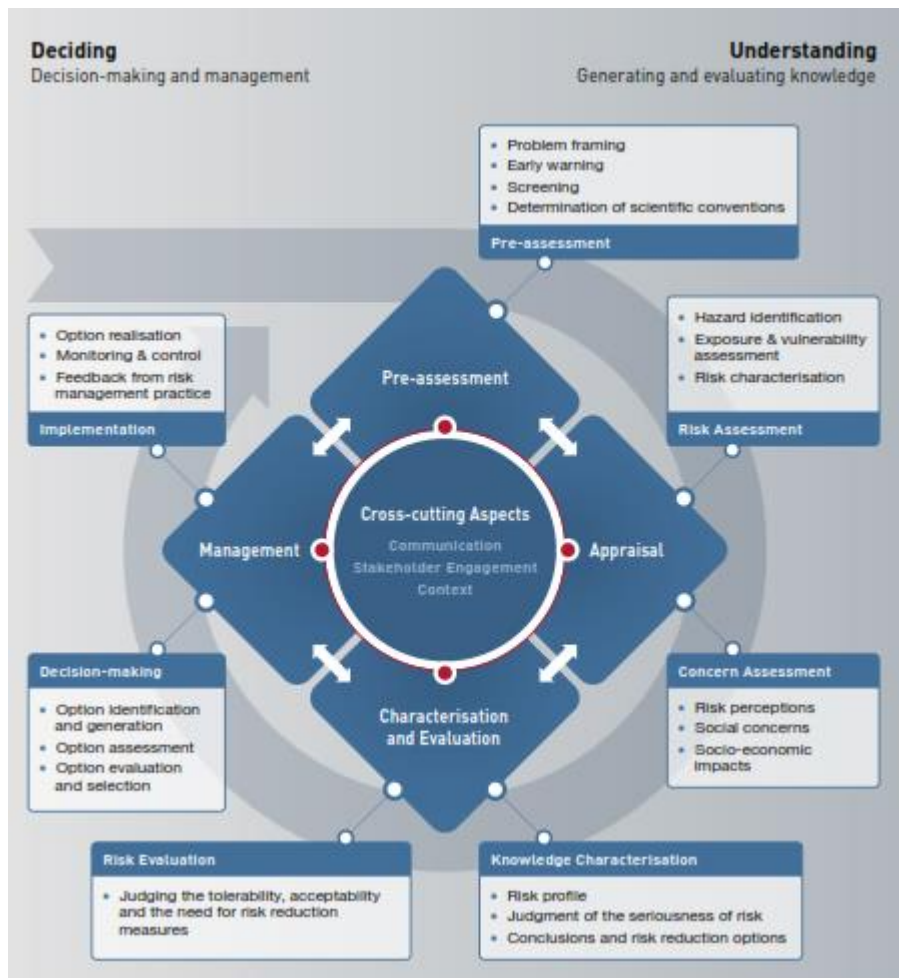 Deciding
Decision-making and management
Understanding
Generating and evaluating knowledge
• Problem framing
• Early warning
• Screening
• Determination of scientific conventions
Pre-assessment
• Option realisation
• Monitoring & control
• Feedback from risk
management practice
Implementation
• Hazard identification
• Exposure & vulnerability
assessment
• Risk characterisation
Risk Assessment
Pre-assessment
Management
Cross-cutting Aspects
Communication
Stakeholder Engagement
Context
Appraisal
Characterisation
and Evaluation
Decision-making
• Option identification
and generation
• Option assessment
• Option evaluation
and selection
Concern Assessment
• Risk perceptions
• Social concerns
• Socio-economic
impacts
Risk Evaluation
• Judging the tolerability, acceptability
and the need for risk reduction
measures
Knowledge Characterisation
• Risk profile
• Judgment of the seriousness of risk
• Conclusions and risk reduction options